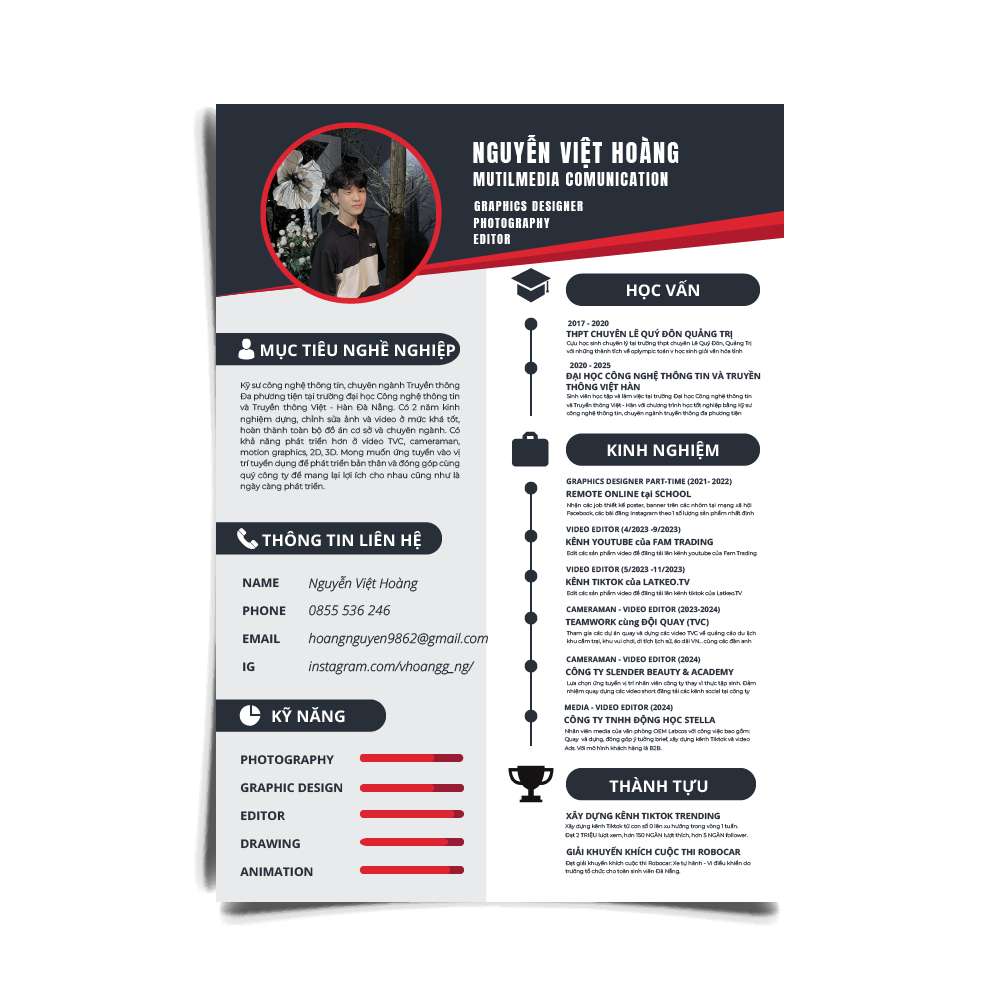 NGUYỄN VIỆT HOÀNG
MUTILMEDIA COMUNICATION
GRAPHICS DESIGNER
PHOTOGRAPHY
EDITOR
MỤC TIÊU NGHỀ NGHIỆP
Kỹ sư công nghệ thông tin, chuyên ngành Truyền thông
Đa phương tiện tại trường đại học Công nghệ thông tin
và Truyền thông Việt - Hàn Đà Nẵng. Có 2 năm kinh
nghiệm dựng, chỉnh sửa ảnh và video ở mức khá tốt,
hoàn thành toàn bộ đồ án cơ sở và chuyên ngành. Có
khả năng phát triển hơn ở video TVC, cameraman,
motion graphics, 2D, 3D. Mong muốn ứng tuyển vào vị
trí tuyển dụng để phát triển bản thân và đóng góp cùng
quý công ty để mang lại lợi ích cho nhau cũng như là
ngày càng phát triển.
THÔNG TIN LIÊN HỆ
NAME Nguyễn Việt Hoàng
PHONE 0855 536 246
EMAIL hoangnguyen9862@gmail.com
IG instagram.com/vhoangg_ng/
KỸ NĂNG
PHOTOGRAPHY
GRAPHIC DESIGN
EDITOR
DRAWING
ANIMATION
HỌC VẤN
2017 - 2020
THPT CHUYÊN LÊ QUÝ ĐÔN QUẢNG TRỊ
Cựu học sinh chuyên lý tại trường thpt chuyên Lê Quý Đôn, Quảng Trị
với những thành tích về oplympic toán v học sinh giỏi văn hóa tỉnh
2020 - 2025
ĐẠI HỌC CÔNG NGHỆ THÔNG TIN VÀ TRUYỀN
THÔNG VIỆT HÀN
Sinh viên học tập và làm việc tại trường Đại học Công nghệ thông tin
và Truyền thông Việt - Hàn với chương trình học tốt nghiệp bằng Kỹ sư
công nghệ thông tin, chuyên ngành truyền thông đa phương tiện
KINH NGHIỆM
GRAPHICS DESIGNER PART-TIME (2021- 2022)
REMOTE ONLINE tại SCHOOL
Nhận các job thiết kế poster, banner trên các nhóm tại mạng xã hội
Facebook, các bài đăng instagram theo 1 số lượng sản phẩm nhất định
VIDEO EDITOR (4/2023 -9/2023)
KÊNH YOUTUBE của FAM TRADING
Edit các sản phẩm video để đăng tải lên kênh youtube của Fam Trading
VIDEO EDITOR (5/2023 -11/2023)
KÊNH TIKTOK của LATKEO.TV
Edit các sản phẩm video để đăng tải lên kênh tiktok của Latkeo.TV
CAMERAMAN - VIDEO EDITOR (2023-2024)
TEAMWORK cùng ĐỘI QUAY (TVC)
Tham gia các dự án quay và dựng các video TVC về quảng cáo du lịch
khu cắm trại, khu vui chơi, di tích lịch sử, áo dài VN... cùng các đàn anh
CAMERAMAN - VIDEO EDITOR (2024)
CÔNG TY SLENDER BEAUTY & ACADEMY
Lựa chọn ứng tuyển vị trí nhân viên công ty thay vì thực tập sinh. Đảm
nhiệm quay dựng các video short đăng tải các kênh social tại công ty
MEDIA - VIDEO EDITOR (2024)
CÔNG TY TNHH ĐỘNG HỌC STELLA
Nhân viên media của văn phòng OEM Labcos với công việc bao gồm:
Quay và dựng, đóng góp ý tưởng brief, xây dựng kênh Tiktok và video
Ads. Với mô hình khách hàng là B2B.
THÀNH TỰU
XÂY DỰNG KÊNH TIKTOK TRENDING
Xây dựng kênh Tiktok từ con số 0 lên xu hướng trong vòng 1 tuần.
Đạt 2 TRIỆU lượt xem, hơn 150 NGÀN lượt thích, hơn 5 NGÀN follower.
GIẢI KHUYẾN KHÍCH CUỘC THI ROBOCAR
Đạt giải khuyến khích cuộc thi Robocar: Xe tự hành - Vi điều khiển do
trường tổ chức cho toàn sinh viên Đà Nẵng.